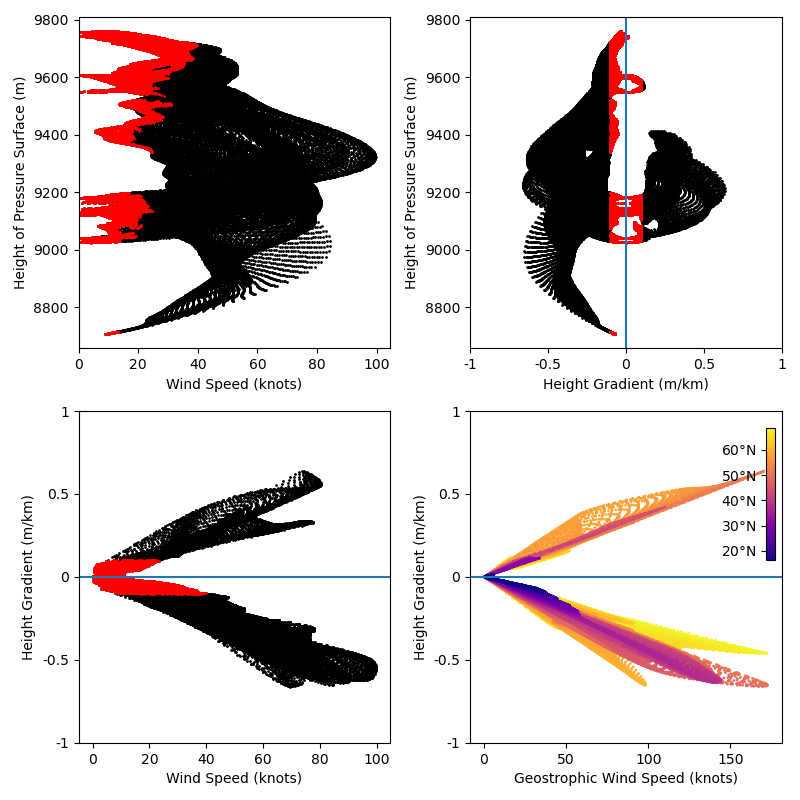 9800
9600
9400
9200
9000
8800
Height of Pressure Surface (m)
0 20 40 60 80 100
Wind Speed (knots)
9800
9600
9400
9200
9000
8800
Height of Pressure Surface (m)
-1 -0.5 0 0.5 1
Height Gradient (m/km)
1
0.5
0
-0.5
-1
Height Gradient (m/km)
0 20 40 60 80 100
Wind Speed (knots)
1
0.5
0
-0.5
-1
Height Gradient (m/km)
60°N
50°N
40°N
30°N
20°N
0 50 100 150
Geostrophic Wind Speed (knots)